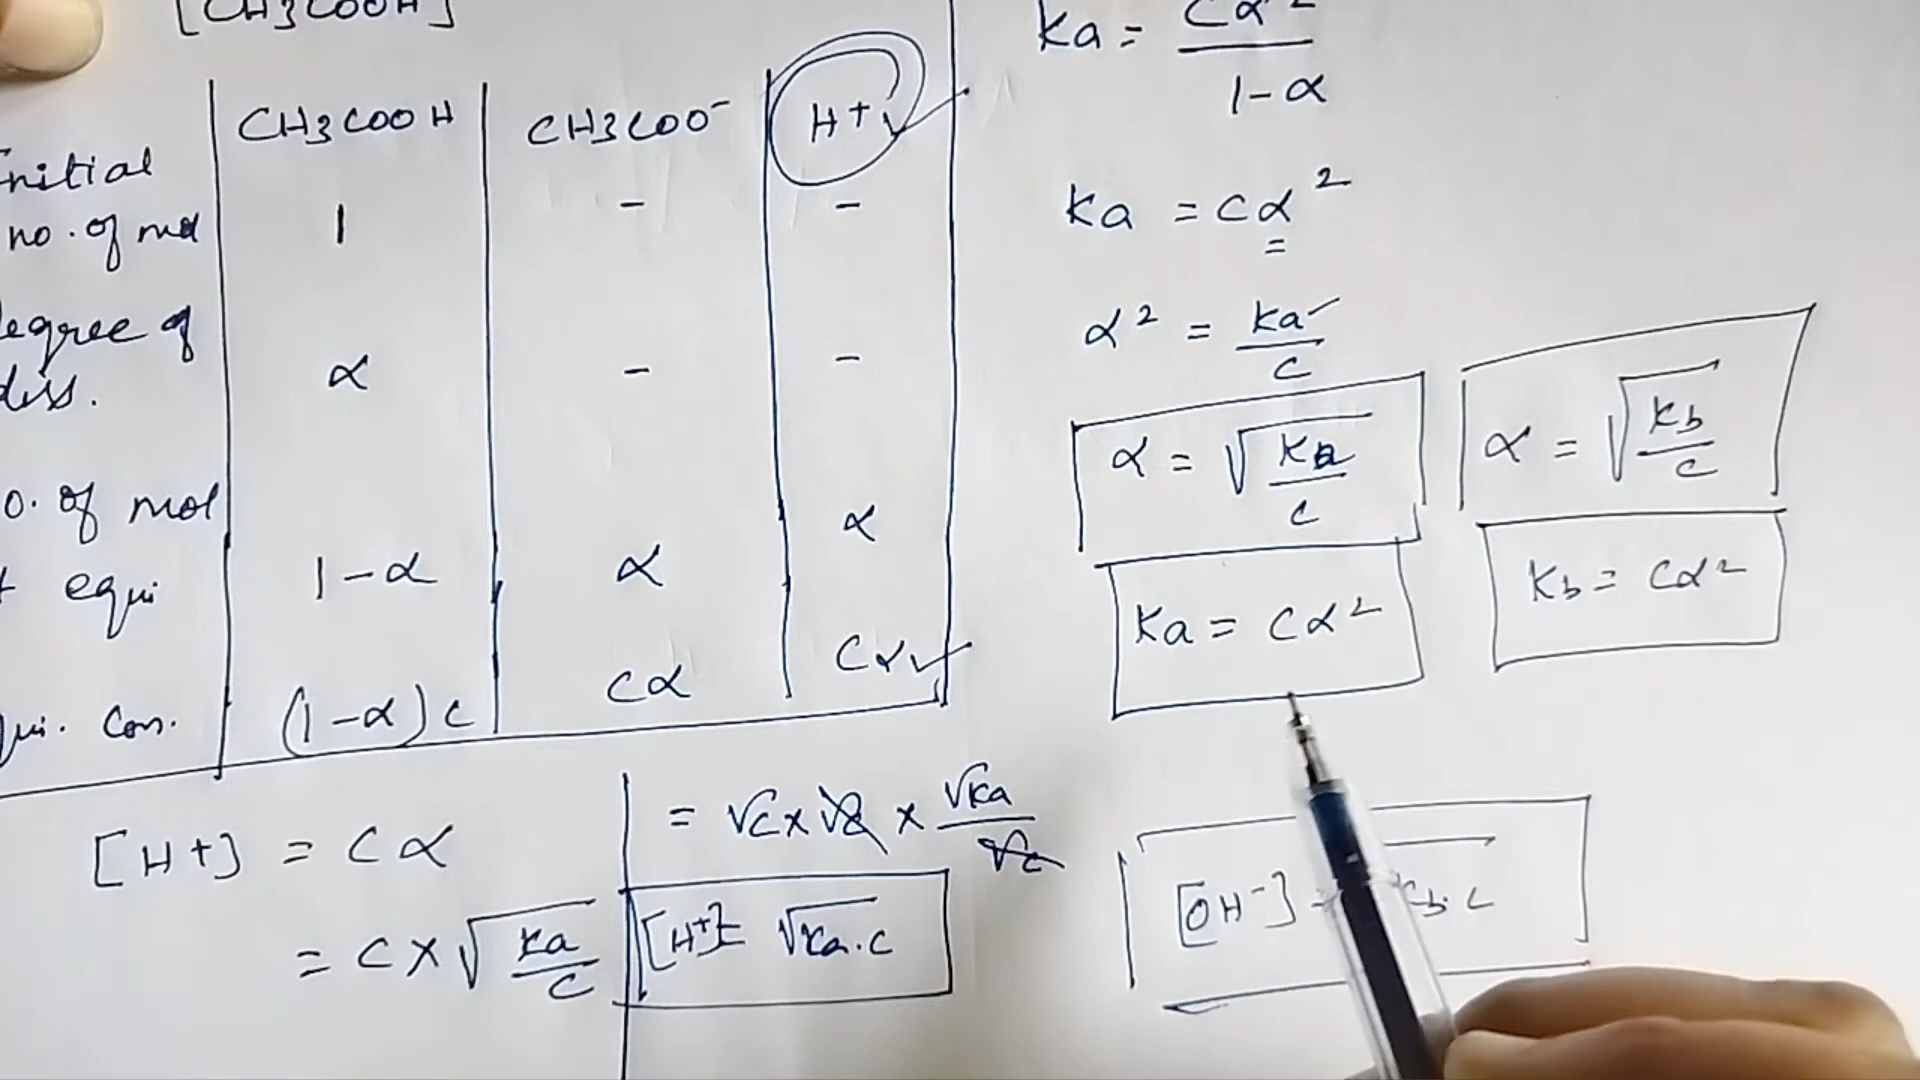 [CH3COOH]
CH3COOH CH3COO⁻ H+
Initial
no. of mol 1 - -
degree of
diss. α - -
no. of mol
at equi 1-α α α
equi. Con. (1-α)C Cα Cα
[H+] = Cα
= C × √Ka/C
= √C × √C × √Ka/√C
[H+] = √Ka.C
Ka = Cα²/1-α
Ka = Cα²
α² = Ka/C
α = √Ka/C
Ka = Cα²
α = √Kb/C
Kb = Cα²
[OH⁻] Kb.C